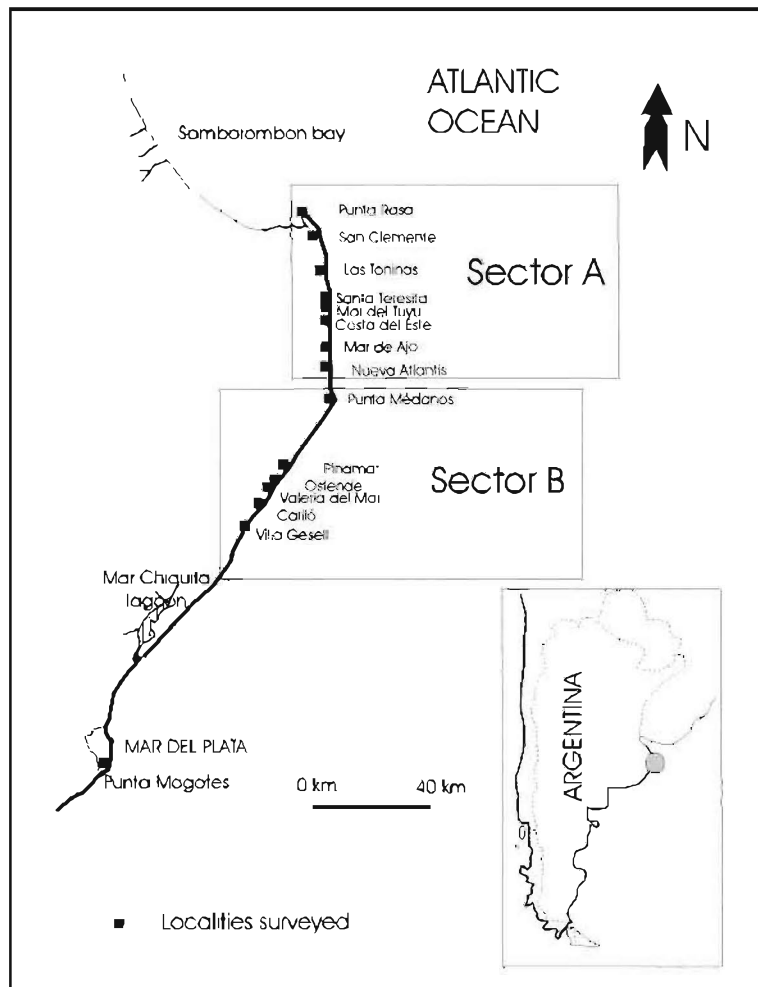 ATLANTIC
OCEAN
N
Sambarombon bay
Punta Rasa
San Clemente
Las Toninas
Sector A
Santa Teresita
Mar del Tuyu
Costa del Este
Mar de Ajo
Nueva Atlantis
Punta Médanos
Pinamar
Ostende
Sector B
Valeria del Mar
Cariló
Villa Gesell
Mar Chiquita
lagoon
ARGENTINA
MAR DEL PLATA
Punta Mogotes
0 km
40 km
Localities surveyed